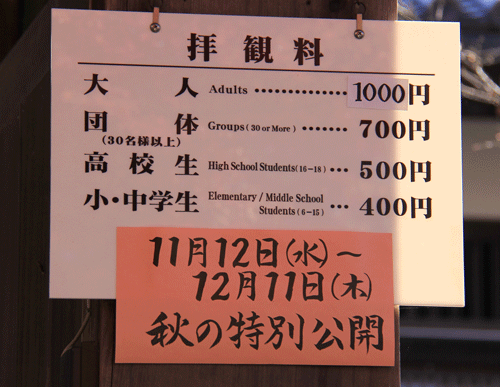 拝観料
大人 Adults ·············· 1000円
団体 Groups ( 30 or More ) ······· 700円
(30名様以上)
高校生 High School Students (16-18) ··· 500円
小・中学生 Elementary / Middle School
Students ( 6-15 ) ··· 400円
11月12日(水)~
12月11日(木)
秋の特別公開